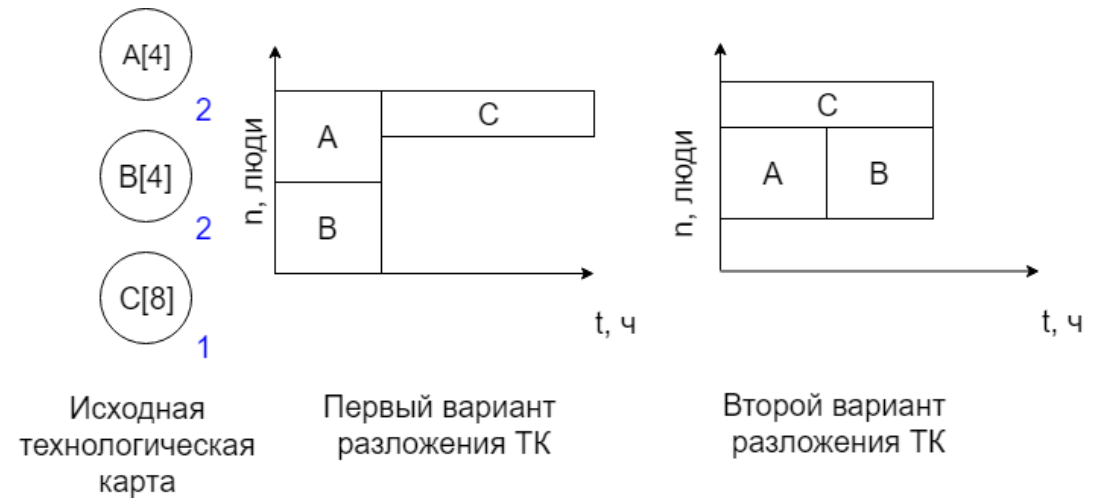 A[4]
2
B[4]
2
C[8]
1
Исходная
технологическая
карта
n, люди
A
B
C
t, ч
Первый вариант
разложения ТК
n, люди
C
A
B
t, ч
Второй вариант
разложения ТК